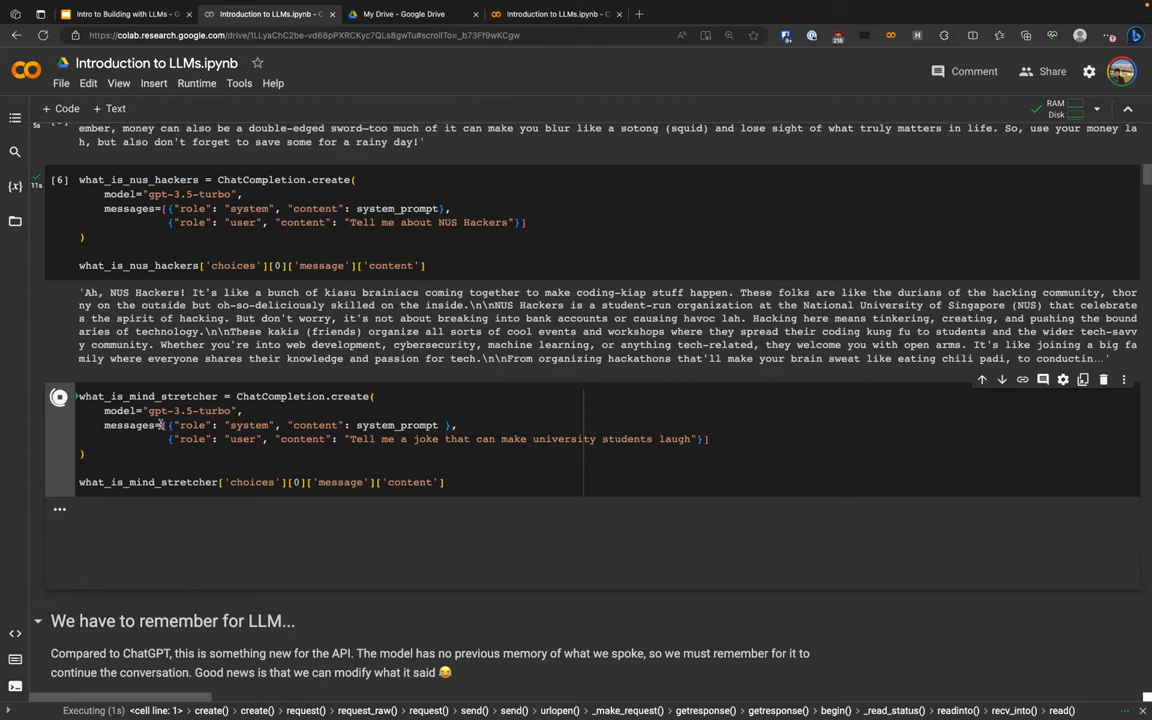 Intro to Building with LLMs - G
Introduction to LLMs.ipynb - C
My Drive - Google Drive
Introduction to LLMs.ipynb - C
https://colab.research.google.com/drive/1LLyaChC2be-vd68pPXRCKyc7QLs8gwTu#scrollTo=_b73Ff9wKCgw
Introduction to LLMs.ipynb
File Edit View Insert Runtime Tools Help
Comment
Share
+ Code + Text
RAM
Disk
5s
ember, money can also be a double-edged sword—too much of it can make you blur like a sotong (squid) and lose sight of what truly matters in life. So, use your money la
h, but also don't forget to save some for a rainy day!'
11s
[6] what_is_nus_hackers = ChatCompletion.create(
model="gpt-3.5-turbo",
messages=[{"role": "system", "content": system_prompt},
{"role": "user", "content": "Tell me about NUS Hackers"}]
)
what_is_nus_hackers['choices'][0]['message']['content']
'Ah, NUS Hackers! It's like a bunch of kiasu brainiacs coming together to make coding-kiap stuff happen. These folks are like the durians of the hacking community, thor
ny on the outside but oh-so-deliciously skilled on the inside.\n\nNUS Hackers is a student-run organization at the National University of Singapore (NUS) that celebrate
s the spirit of hacking. But don't worry, it's not about breaking into bank accounts or causing havoc lah. Hacking here means tinkering, creating, and pushing the bound
aries of technology.\n\nThese kakis (friends) organize all sorts of cool events and workshops where they spread their coding kung fu to students and the wider tech-savv
y community. Whether you're into web development, cybersecurity, machine learning, or anything tech-related, they welcome you with open arms. It's like joining a big fa
mily where everyone shares their knowledge and passion for tech.\n\nFrom organizing hackathons that'll make your brain sweat like eating chili padi, to conductin…'
what_is_mind_stretcher = ChatCompletion.create(
model="gpt-3.5-turbo",
messages=[{"role": "system", "content": system_prompt },
{"role": "user", "content": "Tell me a joke that can make university students laugh"}]
)
what_is_mind_stretcher['choices'][0]['message']['content']
We have to remember for LLM...
Compared to ChatGPT, this is something new for the API. The model has no previous memory of what we spoke, so we must remember for it to
continue the conversation. Good news is that we can modify what it said 😂
Executing (1s) <cell line: 1> > create() > create() > request() > request_raw() > request() > send() > send() > urlopen() > _make_request() > getresponse() > getresponse() > begin() > _read_status() > readinto() > recv_into() > read()